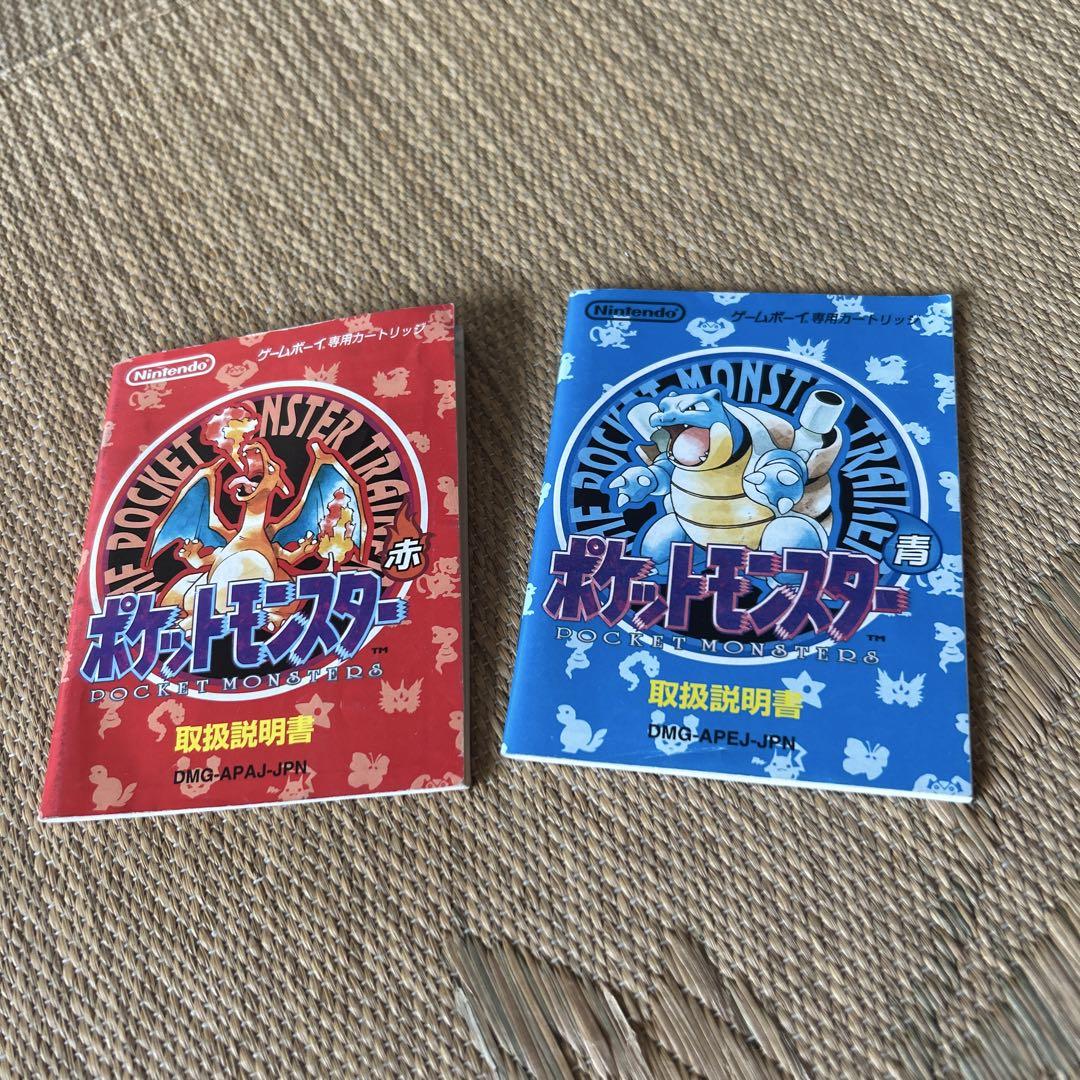 Nintendo
ゲームボーイ専用カートリッジ
POCKET MONSTER
赤
ポケットモンスター
TM
POCKET MONSTERS
取扱説明書
DMG-APAJ-JPN
Nintendo
ゲームボーイ専用カートリッジ
POCKET MONSTER
青
ポケットモンスター
TM
POCKET MONSTERS
取扱説明書
DMG-APEJ-JPN